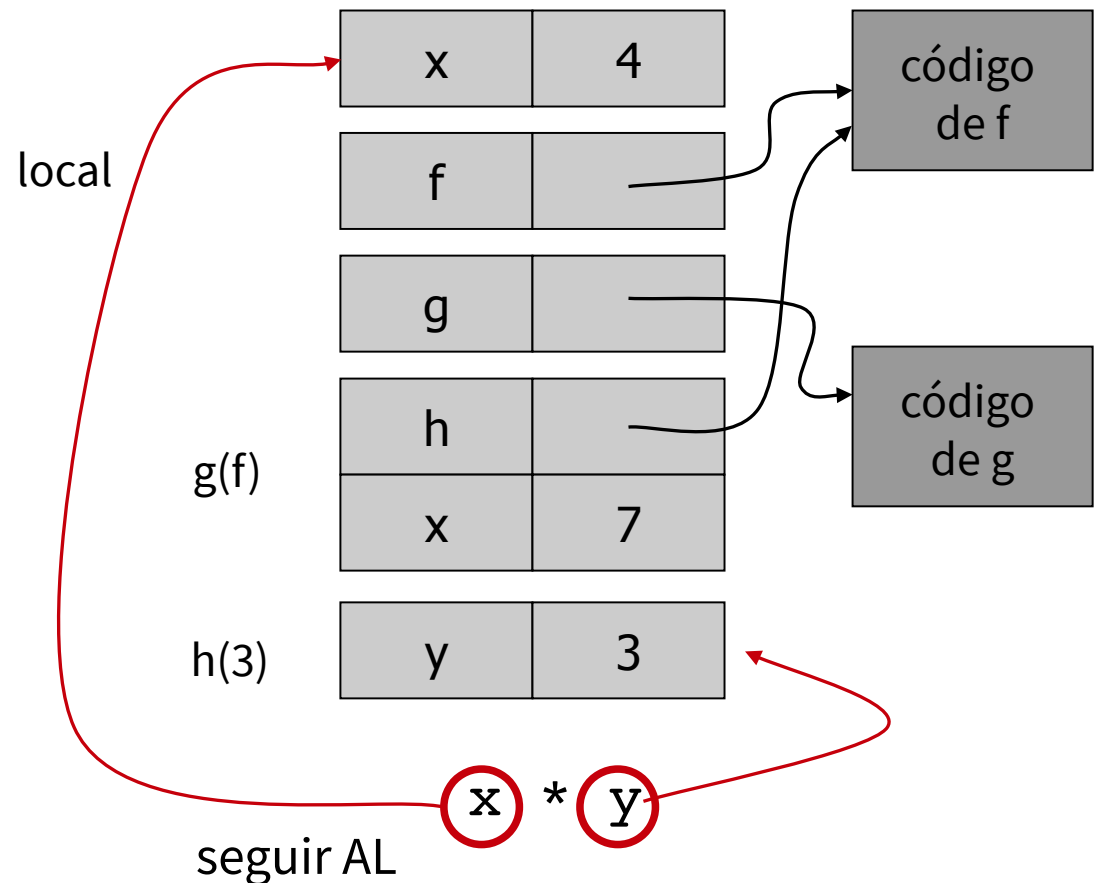 x 4
código
de f
local
f
g
código
de g
h
g(f)
x 7
h(3)
y 3
x * y
seguir AL